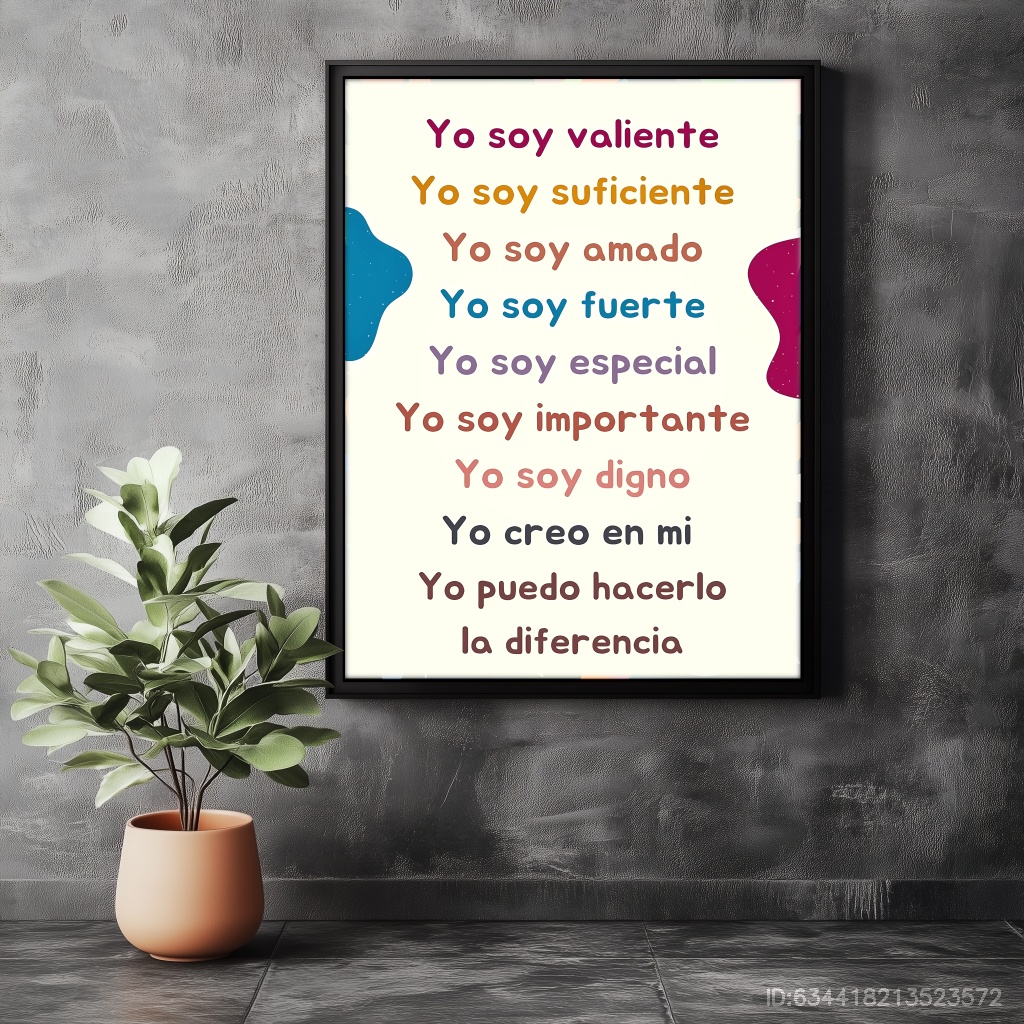 Yo soy valiente
Yo soy suficiente
Yo soy amado
Yo soy fuerte
Yo soy especial
Yo soy importante
Yo soy digno
Yo creo en mi
Yo puedo hacerlo
la diferencia
ID:634418213523572